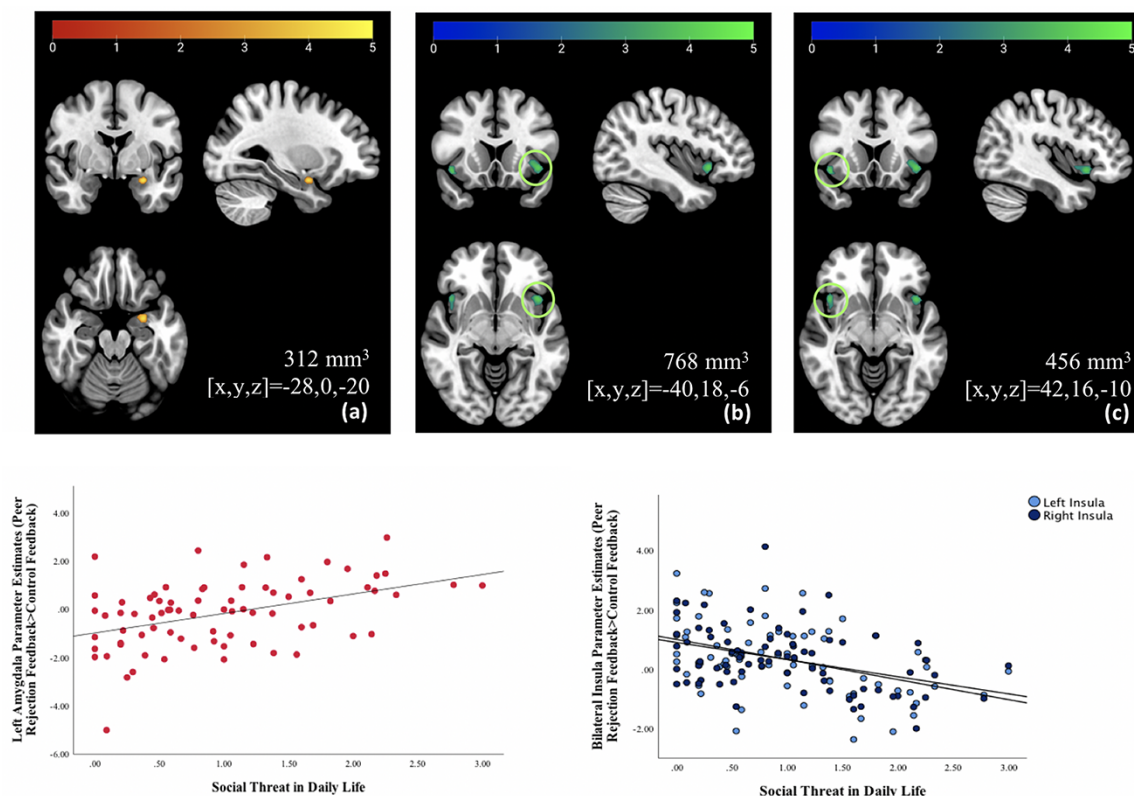 0 1 2 3 4 5
312 mm³
[x,y,z]=-28,0,-20
(a)
0 1 2 3 4 5
768 mm³
[x,y,z]=-40,18,-6
(b)
0 1 2 3 4 5
456 mm³
[x,y,z]=42,16,-10
(c)
Left Amygdala Parameter Estimates (Peer
Rejection Feedback>Control Feedback)
4.00
2.00
.00
-2.00
-4.00
-6.00
.00 .50 1.00 1.50 2.00 2.50 3.00
Social Threat in Daily Life
Bilateral Insula Parameter Estimates (Peer
Rejection Feedback>Control Feedback)
Left Insula
Right Insula
4.00
2.00
.00
-2.00
.00 .50 1.00 1.50 2.00 2.50 3.00
Social Threat in Daily Life